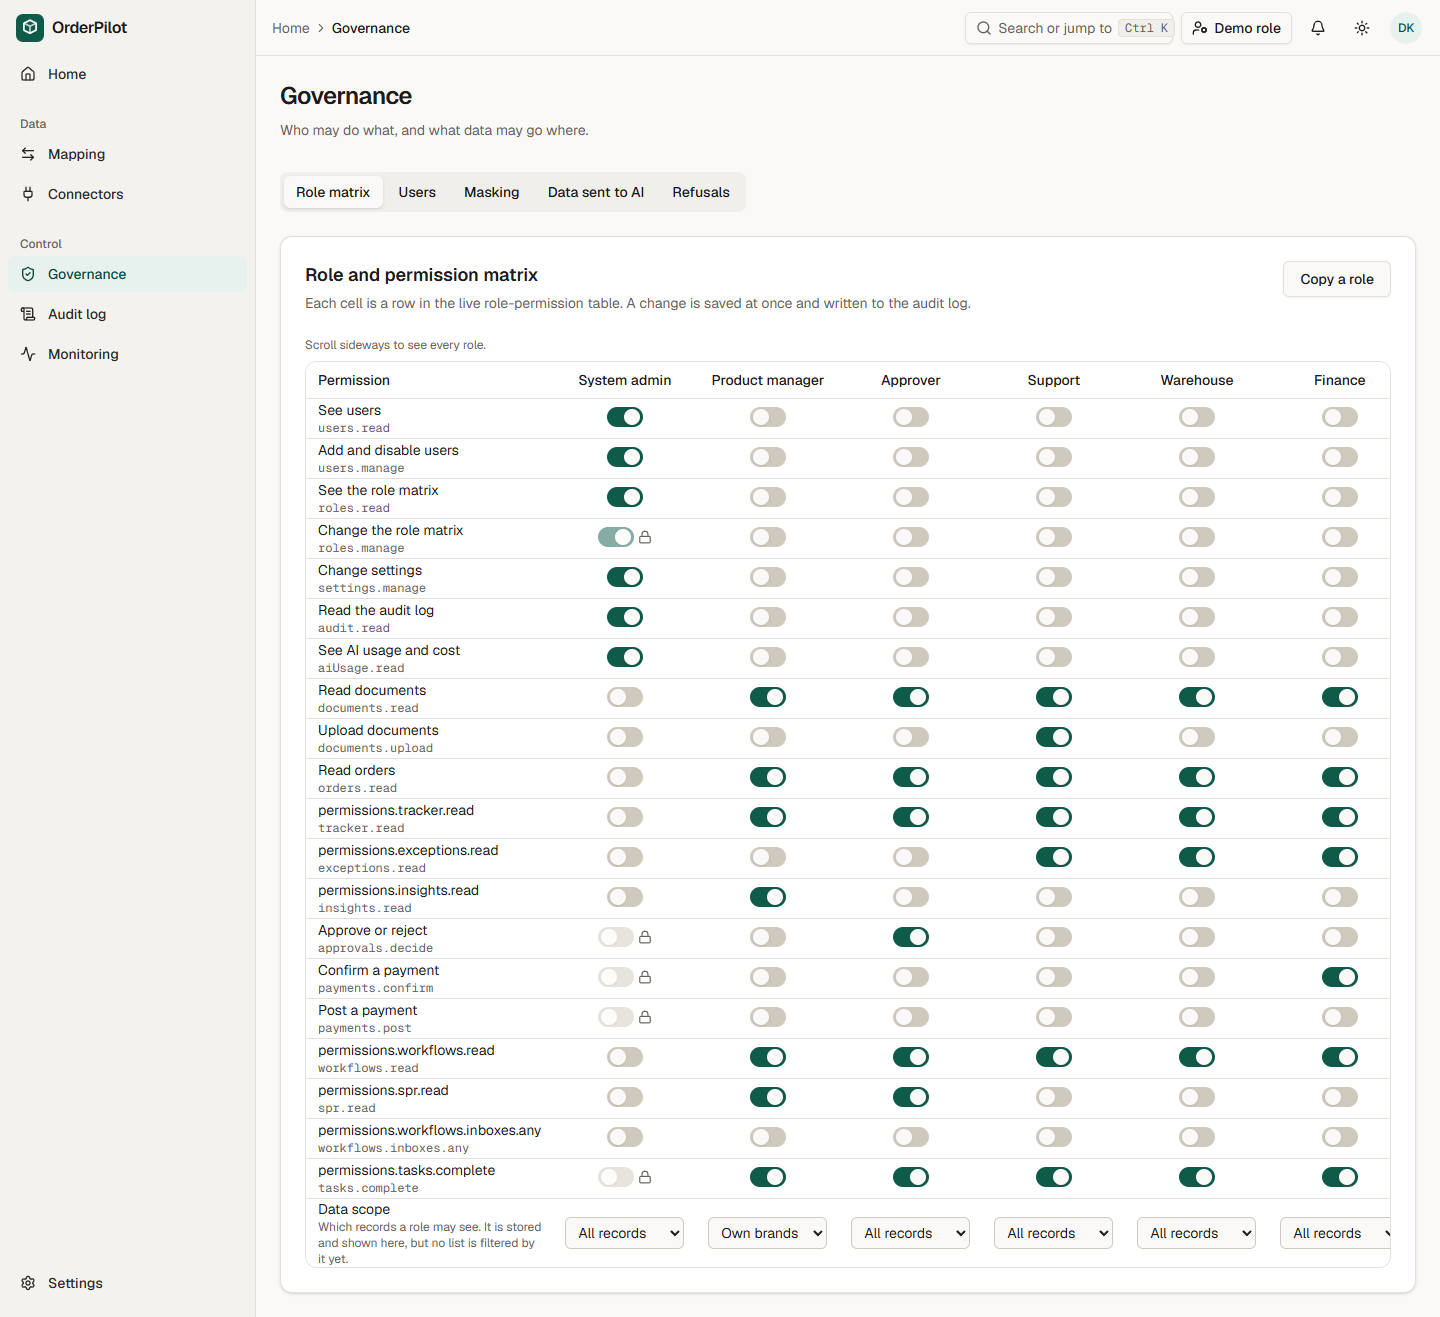 OrderPilot
Home > Governance
Search or jump to Ctrl K
Demo role
DK
Home
Data
Mapping
Connectors
Control
Governance
Audit log
Monitoring
Settings
Governance
Who may do what, and what data may go where.
Role matrix Users Masking Data sent to AI Refusals
Role and permission matrix
Copy a role
Each cell is a row in the live role-permission table. A change is saved at once and written to the audit log.
Scroll sideways to see every role.
Permission System admin Product manager Approver Support Warehouse Finance
See users
users.read
Add and disable users
users.manage
See the role matrix
roles.read
Change the role matrix
roles.manage
Change settings
settings.manage
Read the audit log
audit.read
See AI usage and cost
aiUsage.read
Read documents
documents.read
Upload documents
documents.upload
Read orders
orders.read
permissions.tracker.read
tracker.read
permissions.exceptions.read
exceptions.read
permissions.insights.read
insights.read
Approve or reject
approvals.decide
Confirm a payment
payments.confirm
Post a payment
payments.post
permissions.workflows.read
workflows.read
permissions.spr.read
spr.read
permissions.workflows.inboxes.any
workflows.inboxes.any
permissions.tasks.complete
tasks.complete
Data scope
Which records a role may see. It is stored
and shown here, but no list is filtered by
it yet.
All records Own brands All records All records All records All records